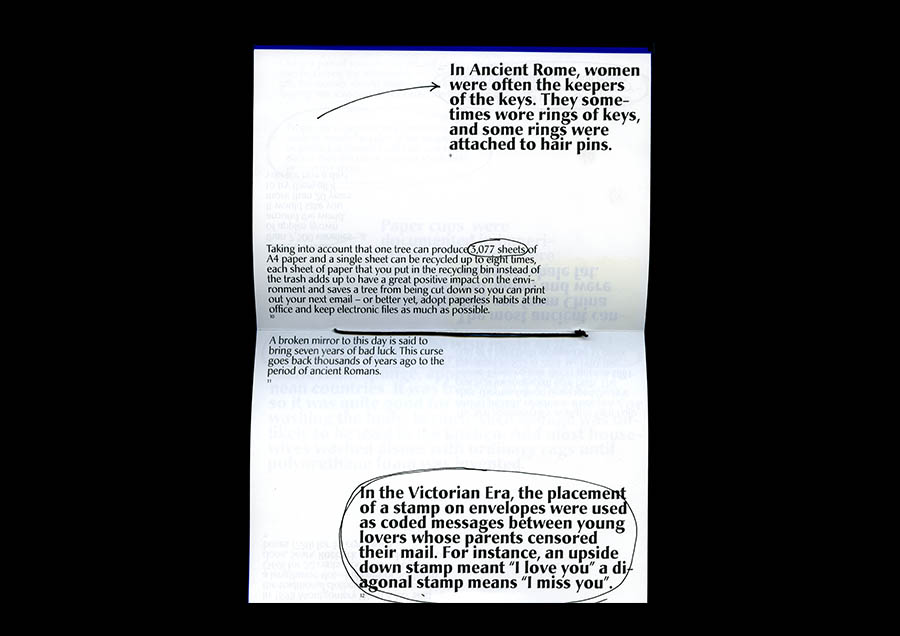 In Ancient Rome, women
were often the keepers
of the keys. They some-
times wore rings of keys,
and some rings were
attached to hair pins.
9
Taking into account that one tree can produce 3,077 sheets of
A4 paper and a single sheet can be recycled up to eight times,
each sheet of paper that you put in the recycling bin instead of
the trash adds up to have a great positive impact on the envi-
ronment and saves a tree from being cut down so you can print
out your next email – or better yet, adopt paperless habits at the
office and keep electronic files as much as possible.
10
A broken mirror to this day is said to
bring seven years of bad luck. This curse
goes back thousands of years ago to the
period of ancient Romans.
11
In the Victorian Era, the placement
of a stamp on envelopes were used
as coded messages between young
lovers whose parents censored
their mail. For instance, an upside
down stamp meant “I love you” a di-
agonal stamp means “I miss you”.
12